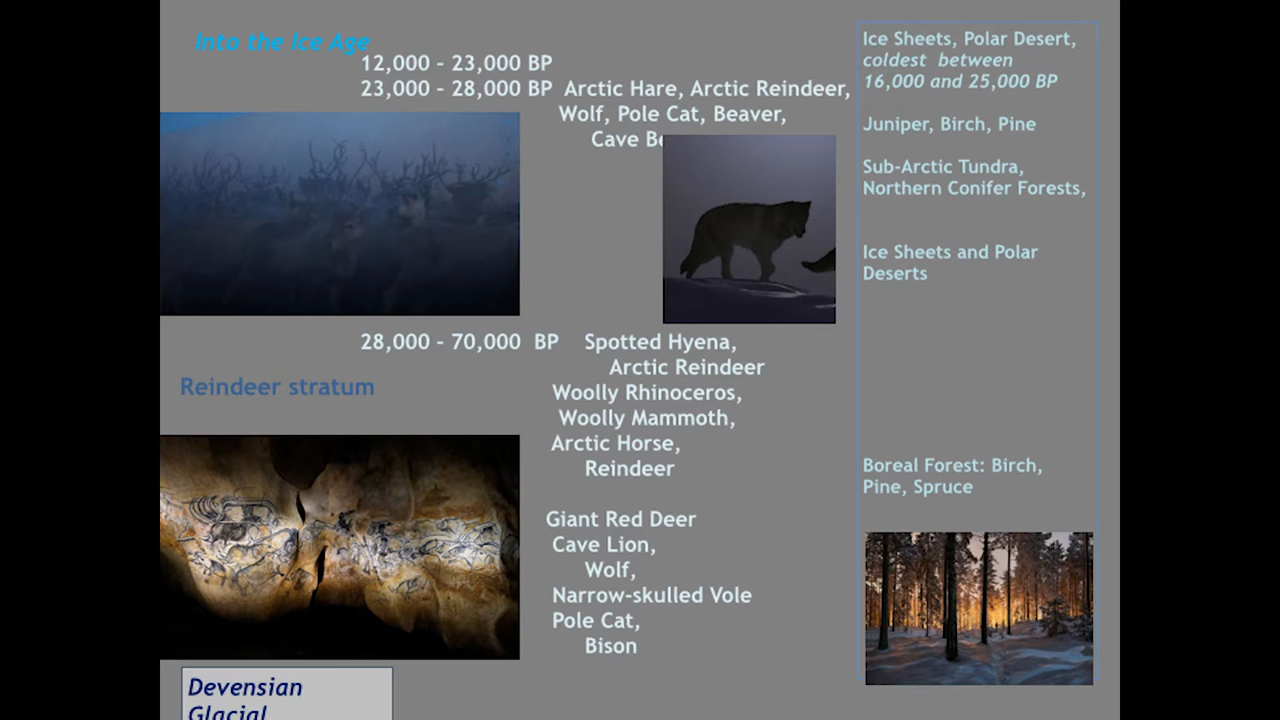 Into the Ice Age
12,000 – 23,000 BP
23,000 – 28,000 BP Arctic Hare, Arctic Reindeer,
Wolf, Pole Cat, Beaver,
Cave
28,000 – 70,000 BP Spotted Hyena,
Arctic Reindeer
Reindeer stratum
Woolly Rhinoceros,
Woolly Mammoth,
Arctic Horse,
Reindeer
Giant Red Deer
Cave Lion,
Wolf,
Narrow-skulled Vole
Pole Cat,
Bison
Devensian
Glacial
Ice Sheets, Polar Desert,
coldest between
16,000 and 25,000 BP
Juniper, Birch, Pine
Sub-Arctic Tundra,
Northern Conifer Forests,
Ice Sheets and Polar
Deserts
Boreal Forest: Birch,
Pine, Spruce